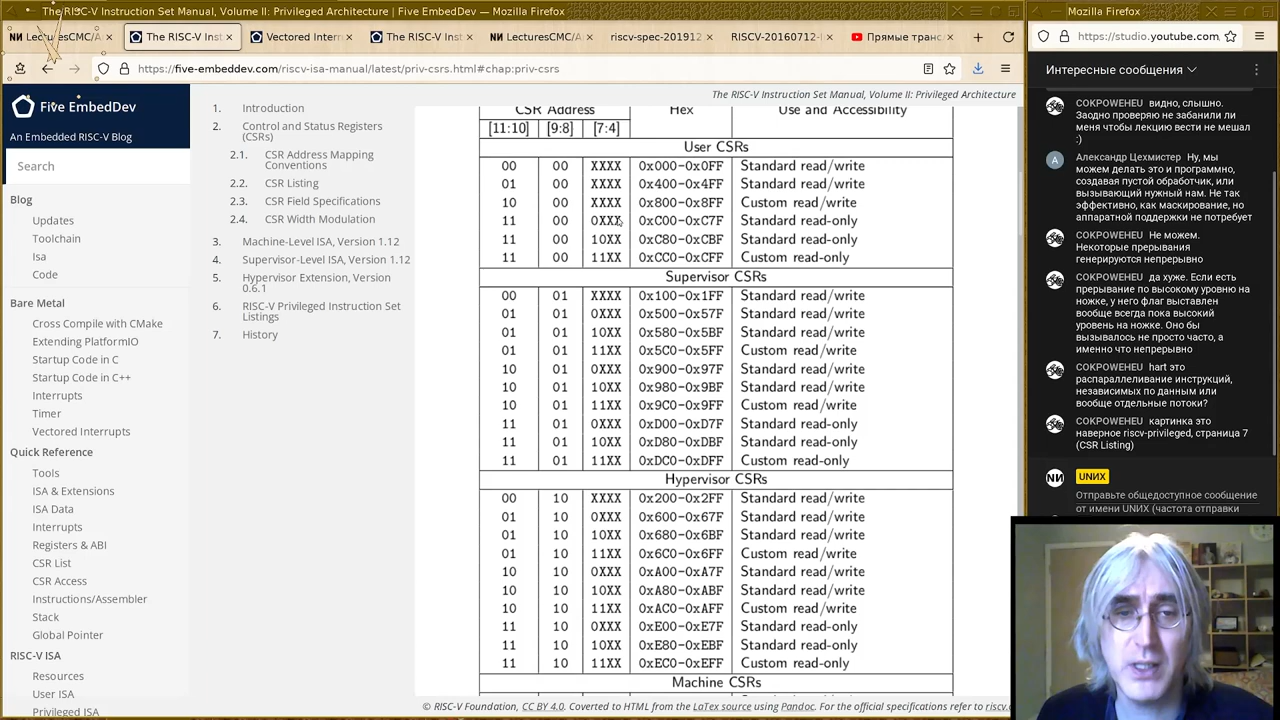 The RISC-V Instruction Set Manual, Volume II: Privileged Architecture | Five EmbedDev — Mozilla Firefox
LecturesCMC/A
The RISC-V Inst
Vectored Interr
The RISC-V Inst
LecturesCMC/A
riscv-spec-201912
RISCV-20160712-
Прямые транс
https://five-embeddev.com/riscv-isa-manual/latest/priv-csrs.html#chap:priv-csrs
Five EmbedDev
An Embedded RISC-V Blog
Search
Blog
Updates
Toolchain
Isa
Code
Bare Metal
Cross Compile with CMake
Extending PlatformIO
Startup Code in C
Startup Code in C++
Interrupts
Timer
Vectored Interrupts
Quick Reference
Tools
ISA & Extensions
ISA Data
Interrupts
Registers & ABI
CSR List
CSR Access
Instructions/Assembler
Stack
Global Pointer
RISC-V ISA
Resources
User ISA
Privileged ISA
1. Introduction
2. Control and Status Registers
(CSRs)
2.1. CSR Address Mapping
Conventions
2.2. CSR Listing
2.3. CSR Field Specifications
2.4. CSR Width Modulation
3. Machine-Level ISA, Version 1.12
4. Supervisor-Level ISA, Version 1.12
5. Hypervisor Extension, Version
0.6.1
6. RISC-V Privileged Instruction Set
Listings
7. History
The RISC-V Instruction Set Manual, Volume II: Privileged Architecture
CSR Address Hex Use and Accessibility
[11:10] [9:8] [7:4]
User CSRs
00 00 XXXX 0x000-0x0FF Standard read/write
01 00 XXXX 0x400-0x4FF Standard read/write
10 00 XXXX 0x800-0x8FF Custom read/write
11 00 0XXX 0xC00-0xC7F Standard read-only
11 00 10XX 0xC80-0xCBF Standard read-only
11 00 11XX 0xCC0-0xCFF Custom read-only
Supervisor CSRs
00 01 XXXX 0x100-0x1FF Standard read/write
01 01 0XXX 0x500-0x57F Standard read/write
01 01 10XX 0x580-0x5BF Standard read/write
01 01 11XX 0x5C0-0x5FF Custom read/write
10 01 0XXX 0x900-0x97F Standard read/write
10 01 10XX 0x980-0x9BF Standard read/write
10 01 11XX 0x9C0-0x9FF Custom read/write
11 01 0XXX 0xD00-0xD7F Standard read-only
11 01 10XX 0xD80-0xDBF Standard read-only
11 01 11XX 0xDC0-0xDFF Custom read-only
Hypervisor CSRs
00 10 XXXX 0x200-0x2FF Standard read/write
01 10 0XXX 0x600-0x67F Standard read/write
01 10 10XX 0x680-0x6BF Standard read/write
01 10 11XX 0x6C0-0x6FF Custom read/write
10 10 0XXX 0xA00-0xA7F Standard read/write
10 10 10XX 0xA80-0xABF Standard read/write
10 10 11XX 0xAC0-0xAFF Custom read/write
11 10 0XXX 0xE00-0xE7F Standard read-only
11 10 10XX 0xE80-0xEBF Standard read-only
11 10 11XX 0xEC0-0xEFF Custom read-only
Machine CSRs
© RISC-V Foundation, CC BY 4.0. Converted to HTML from the LaTex source using Pandoc. For the official specifications refer to riscv.o
Mozilla Firefox
https://studio.youtube.com
Интересные сообщения
COKPOWEHEU видно, слышно.
Заодно проверяю не забанили ли
меня чтобы лекцию вести не мешал
:)
Александр Цехмистер Ну, мы
можем делать это и программно,
создавая пустой обработчик, или
вызывающий нужный нам. Не так
эффективно, как маскирование, но
аппаратной поддержки не потребует
COKPOWEHEU Не можем.
Некоторые прерывания
генерируются непрерывно
COKPOWEHEU да хуже. Если есть
прерывание по высокому уровню на
ножке, у него флаг выставлен
вообще всегда пока высокий
уровень на ножке. Оно бы
вызывалось не просто часто, а
именно что непрерывно
COKPOWEHEU hart это
распараллеливание инструкций,
независимых по данным или
вообще отдельные потоки?
COKPOWEHEU картинка это
наверное riscv-privileged, страница 7
(CSR Listing)
UNИX
Отправьте общедоступное сообщение
от имени UNИX (частота отправки